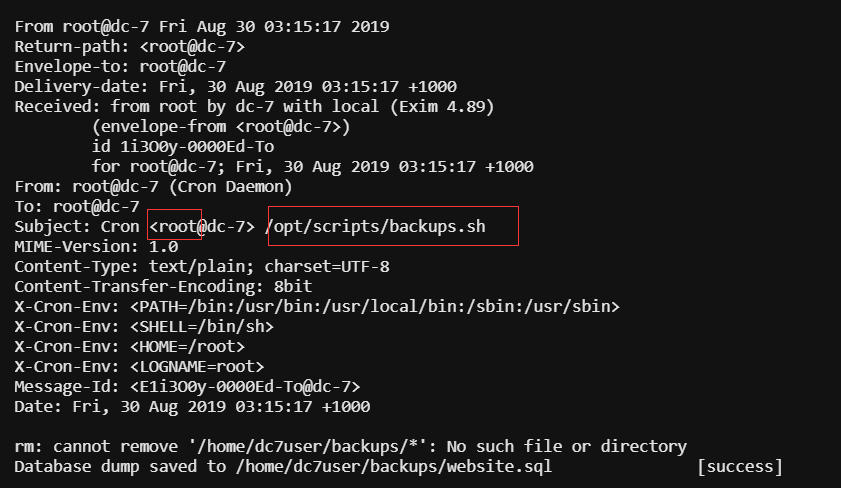 From root@dc-7 Fri Aug 30 03:15:17 2019
Return-path: <root@dc-7>
Envelope-to: root@dc-7
Delivery-date: Fri, 30 Aug 2019 03:15:17 +1000
Received: from root by dc-7 with local (Exim 4.89)
        (envelope-from <root@dc-7>)
        id 1i3O0y-0000Ed-To
        for root@dc-7; Fri, 30 Aug 2019 03:15:17 +1000
From: root@dc-7 (Cron Daemon)
To: root@dc-7
Subject: Cron <root@dc-7> /opt/scripts/backups.sh
MIME-Version: 1.0
Content-Type: text/plain; charset=UTF-8
Content-Transfer-Encoding: 8bit
X-Cron-Env: <PATH=/bin:/usr/bin:/usr/local/bin:/sbin:/usr/sbin>
X-Cron-Env: <SHELL=/bin/sh>
X-Cron-Env: <HOME=/root>
X-Cron-Env: <LOGNAME=root>
Message-Id: <E1i3O0y-0000Ed-To@dc-7>
Date: Fri, 30 Aug 2019 03:15:17 +1000
rm: cannot remove '/home/dc7user/backups/*': No such file or directory
Database dump saved to /home/dc7user/backups/website.sql               [success]